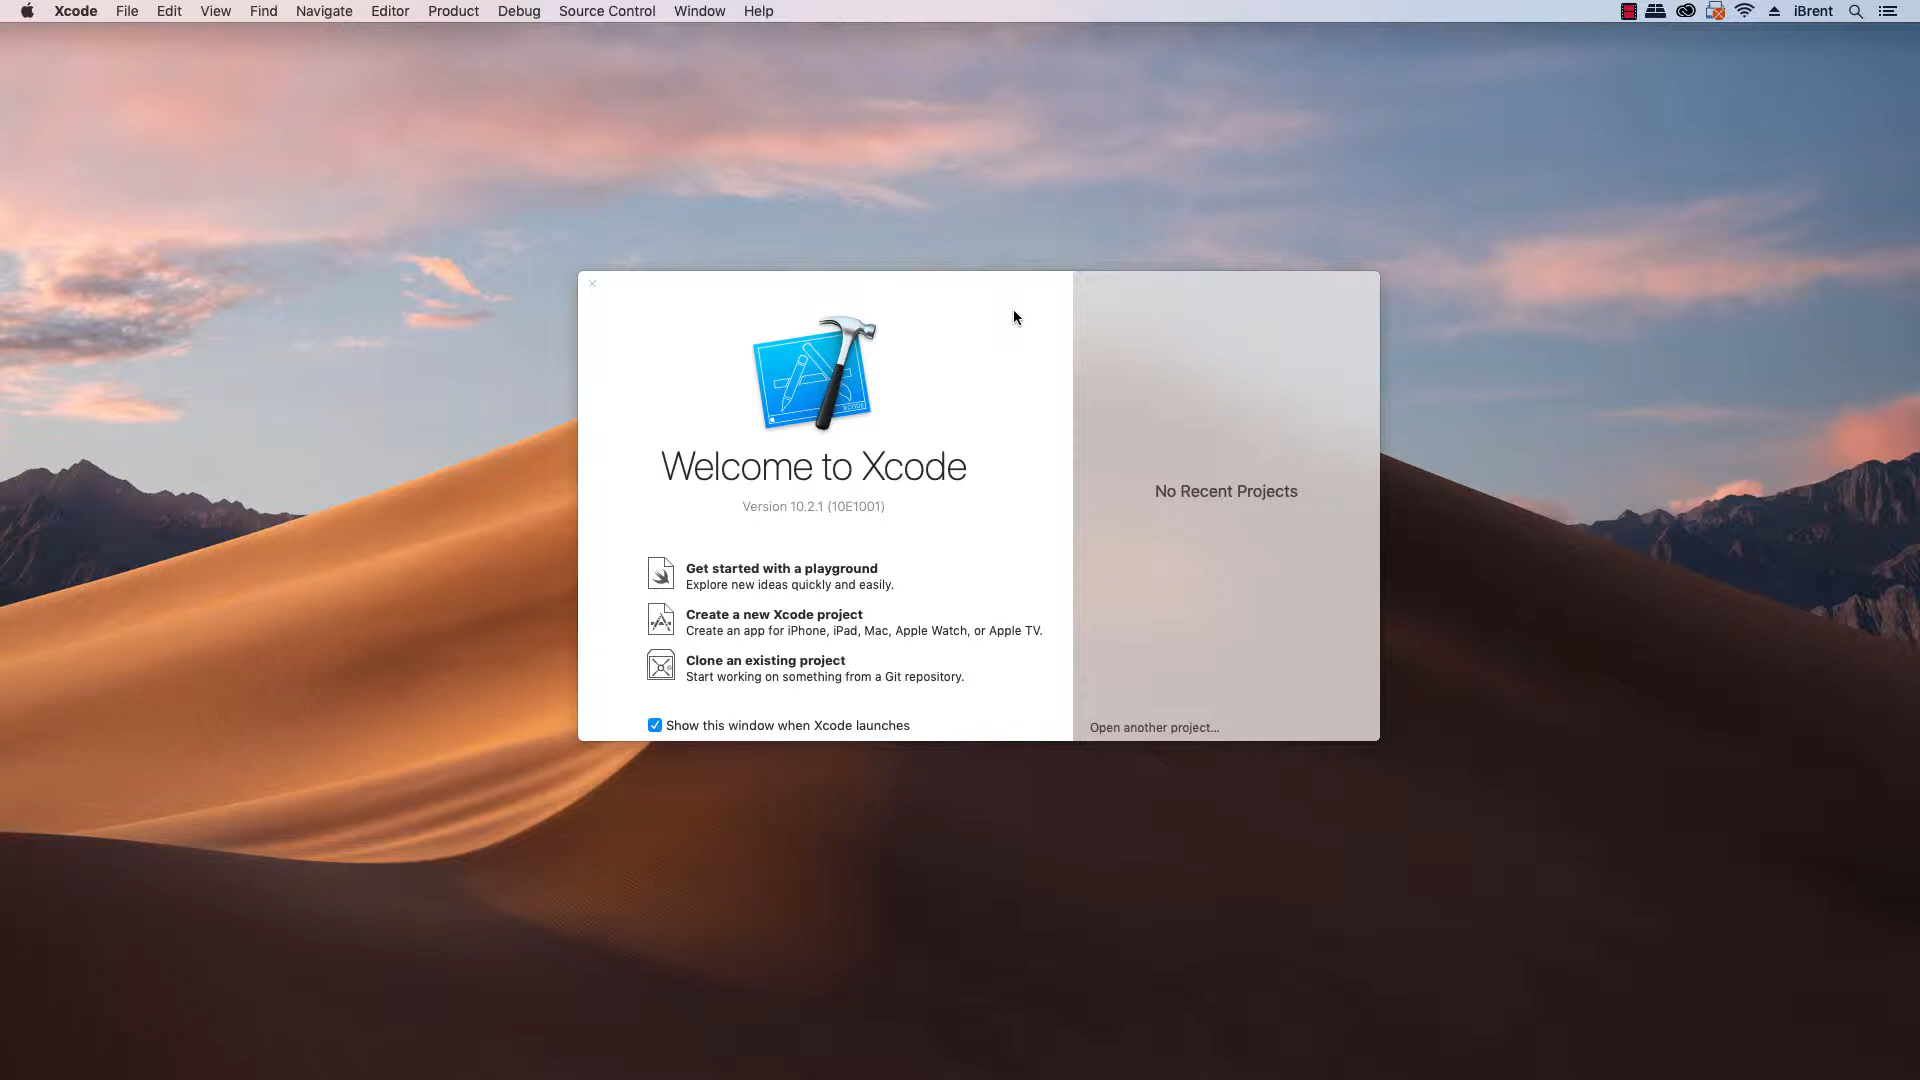 Xcode File Edit View Find Navigate Editor Product Debug Source Control Window Help iBrent
XCODE
Welcome to Xcode
Version 10.2.1 (10E1001)
No Recent Projects
Get started with a playground
Explore new ideas quickly and easily.
Create a new Xcode project
Create an app for iPhone, iPad, Mac, Apple Watch, or Apple TV.
Clone an existing project
Start working on something from a Git repository.
Show this window when Xcode launches
Open another project...